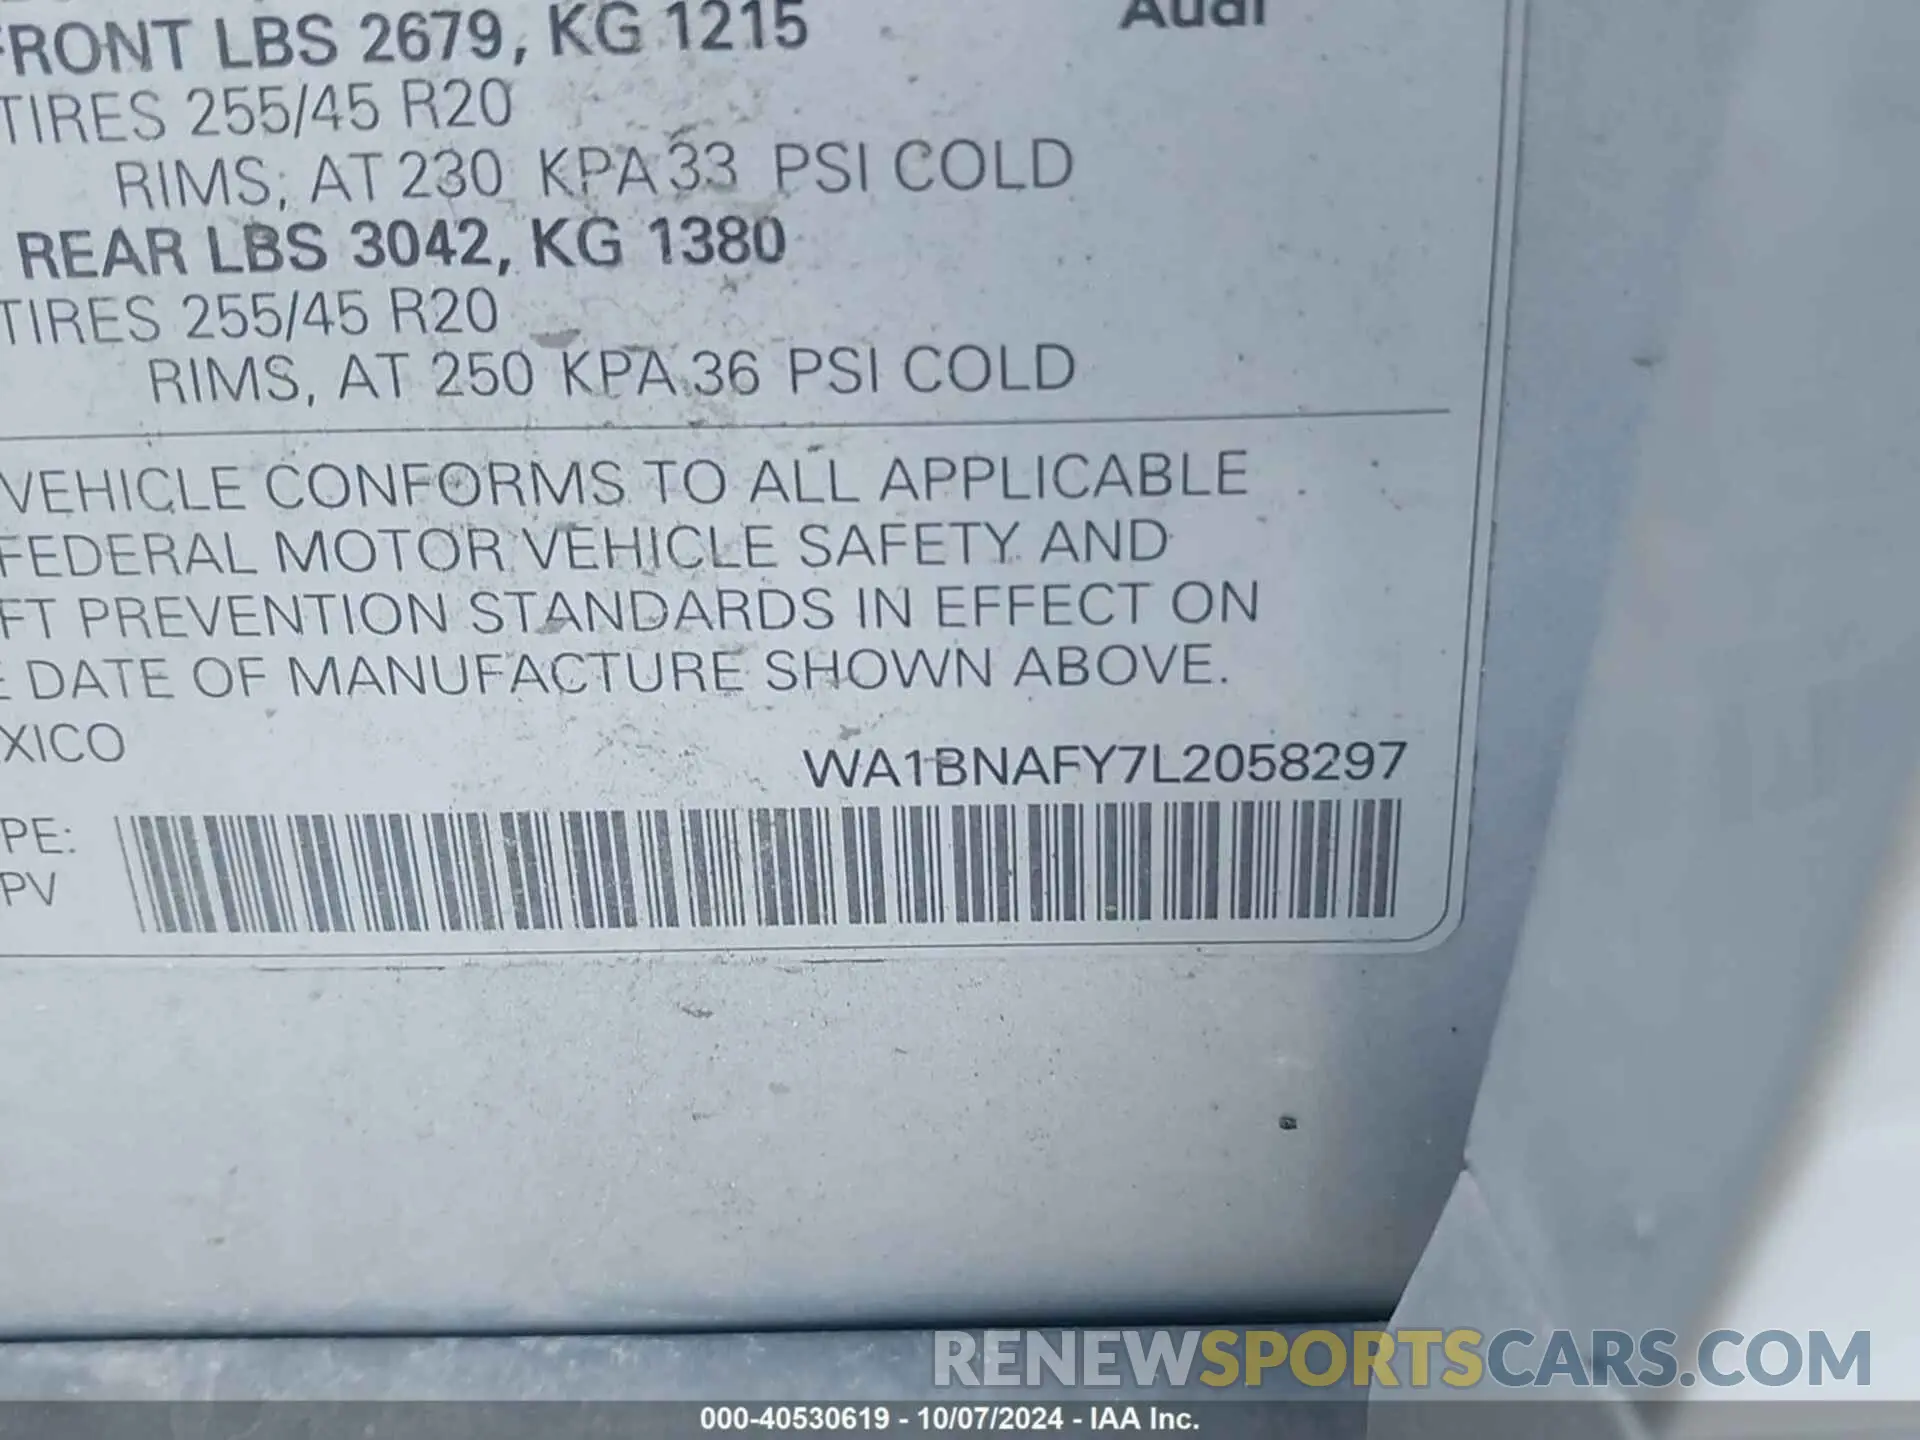 Audi
FRONT LBS 2679, KG 1215
TIRES 255/45 R20
RIMS, AT 230 KPA 33 PSI COLD
REAR LBS 3042, KG 1380
TIRES 255/45 R20
RIMS, AT 250 KPA 36 PSI COLD
VEHICLE CONFORMS TO ALL APPLICABLE
FEDERAL MOTOR VEHICLE SAFETY AND
FT PREVENTION STANDARDS IN EFFECT ON
E DATE OF MANUFACTURE SHOWN ABOVE.
XICO
WA1BNAFY7L2058297
PE:
PV
RENEWSPORTSCARS.COM
000-40530619 - 10/07/2024 - IAA Inc.